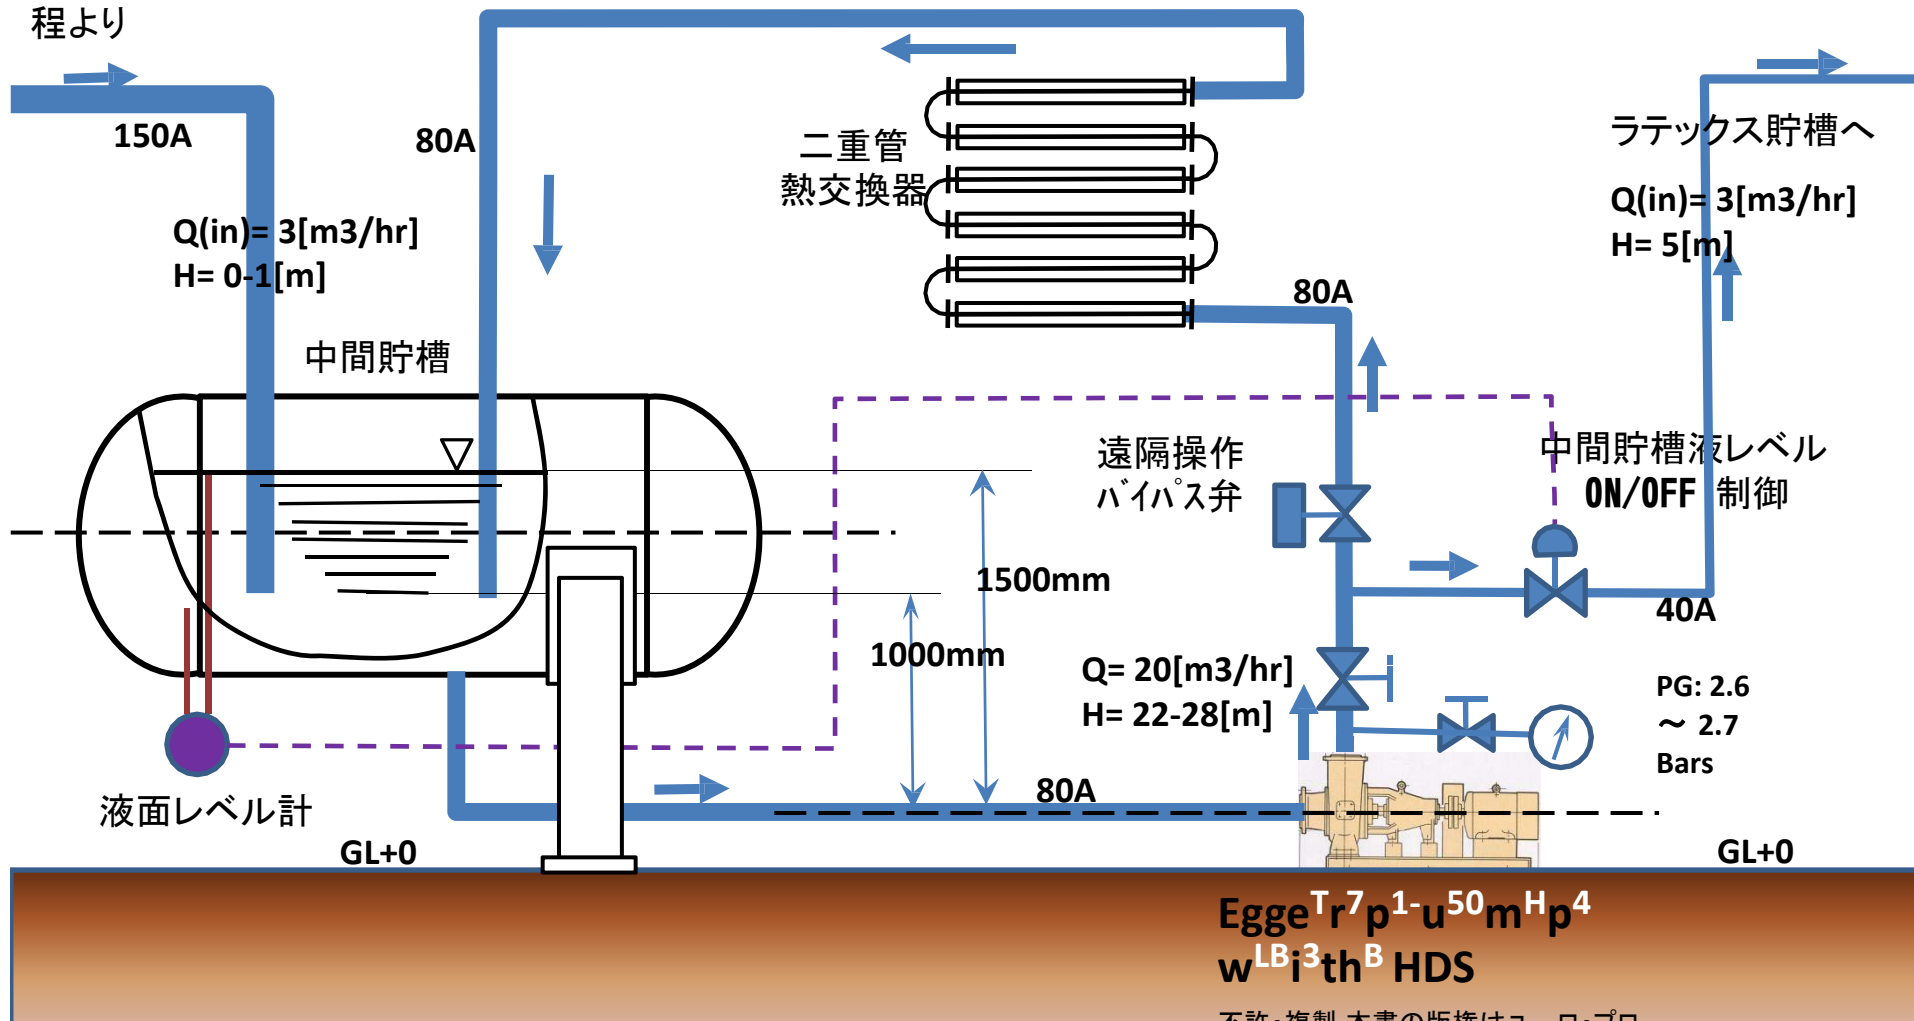 程より
150A
80A
Q(in)= 3[m3/hr]
H= 0-1[m]
二重管
熱交換器
ラテックス貯槽へ
Q(in)= 3[m3/hr]
H= 5[m]
80A
中間貯槽
遠隔操作
ﾊﾞｲﾊﾟｽ弁
中間貯槽液レベル
ON/OFF 制御
1500mm
40A
1000mm
Q= 20[m3/hr]
H= 22-28[m]
PG: 2.6
～ 2.7
Bars
液面レベル計
80A
GL+0
GL+0
EggeTr7p1-u50mHp4
wLBi3thB HDS